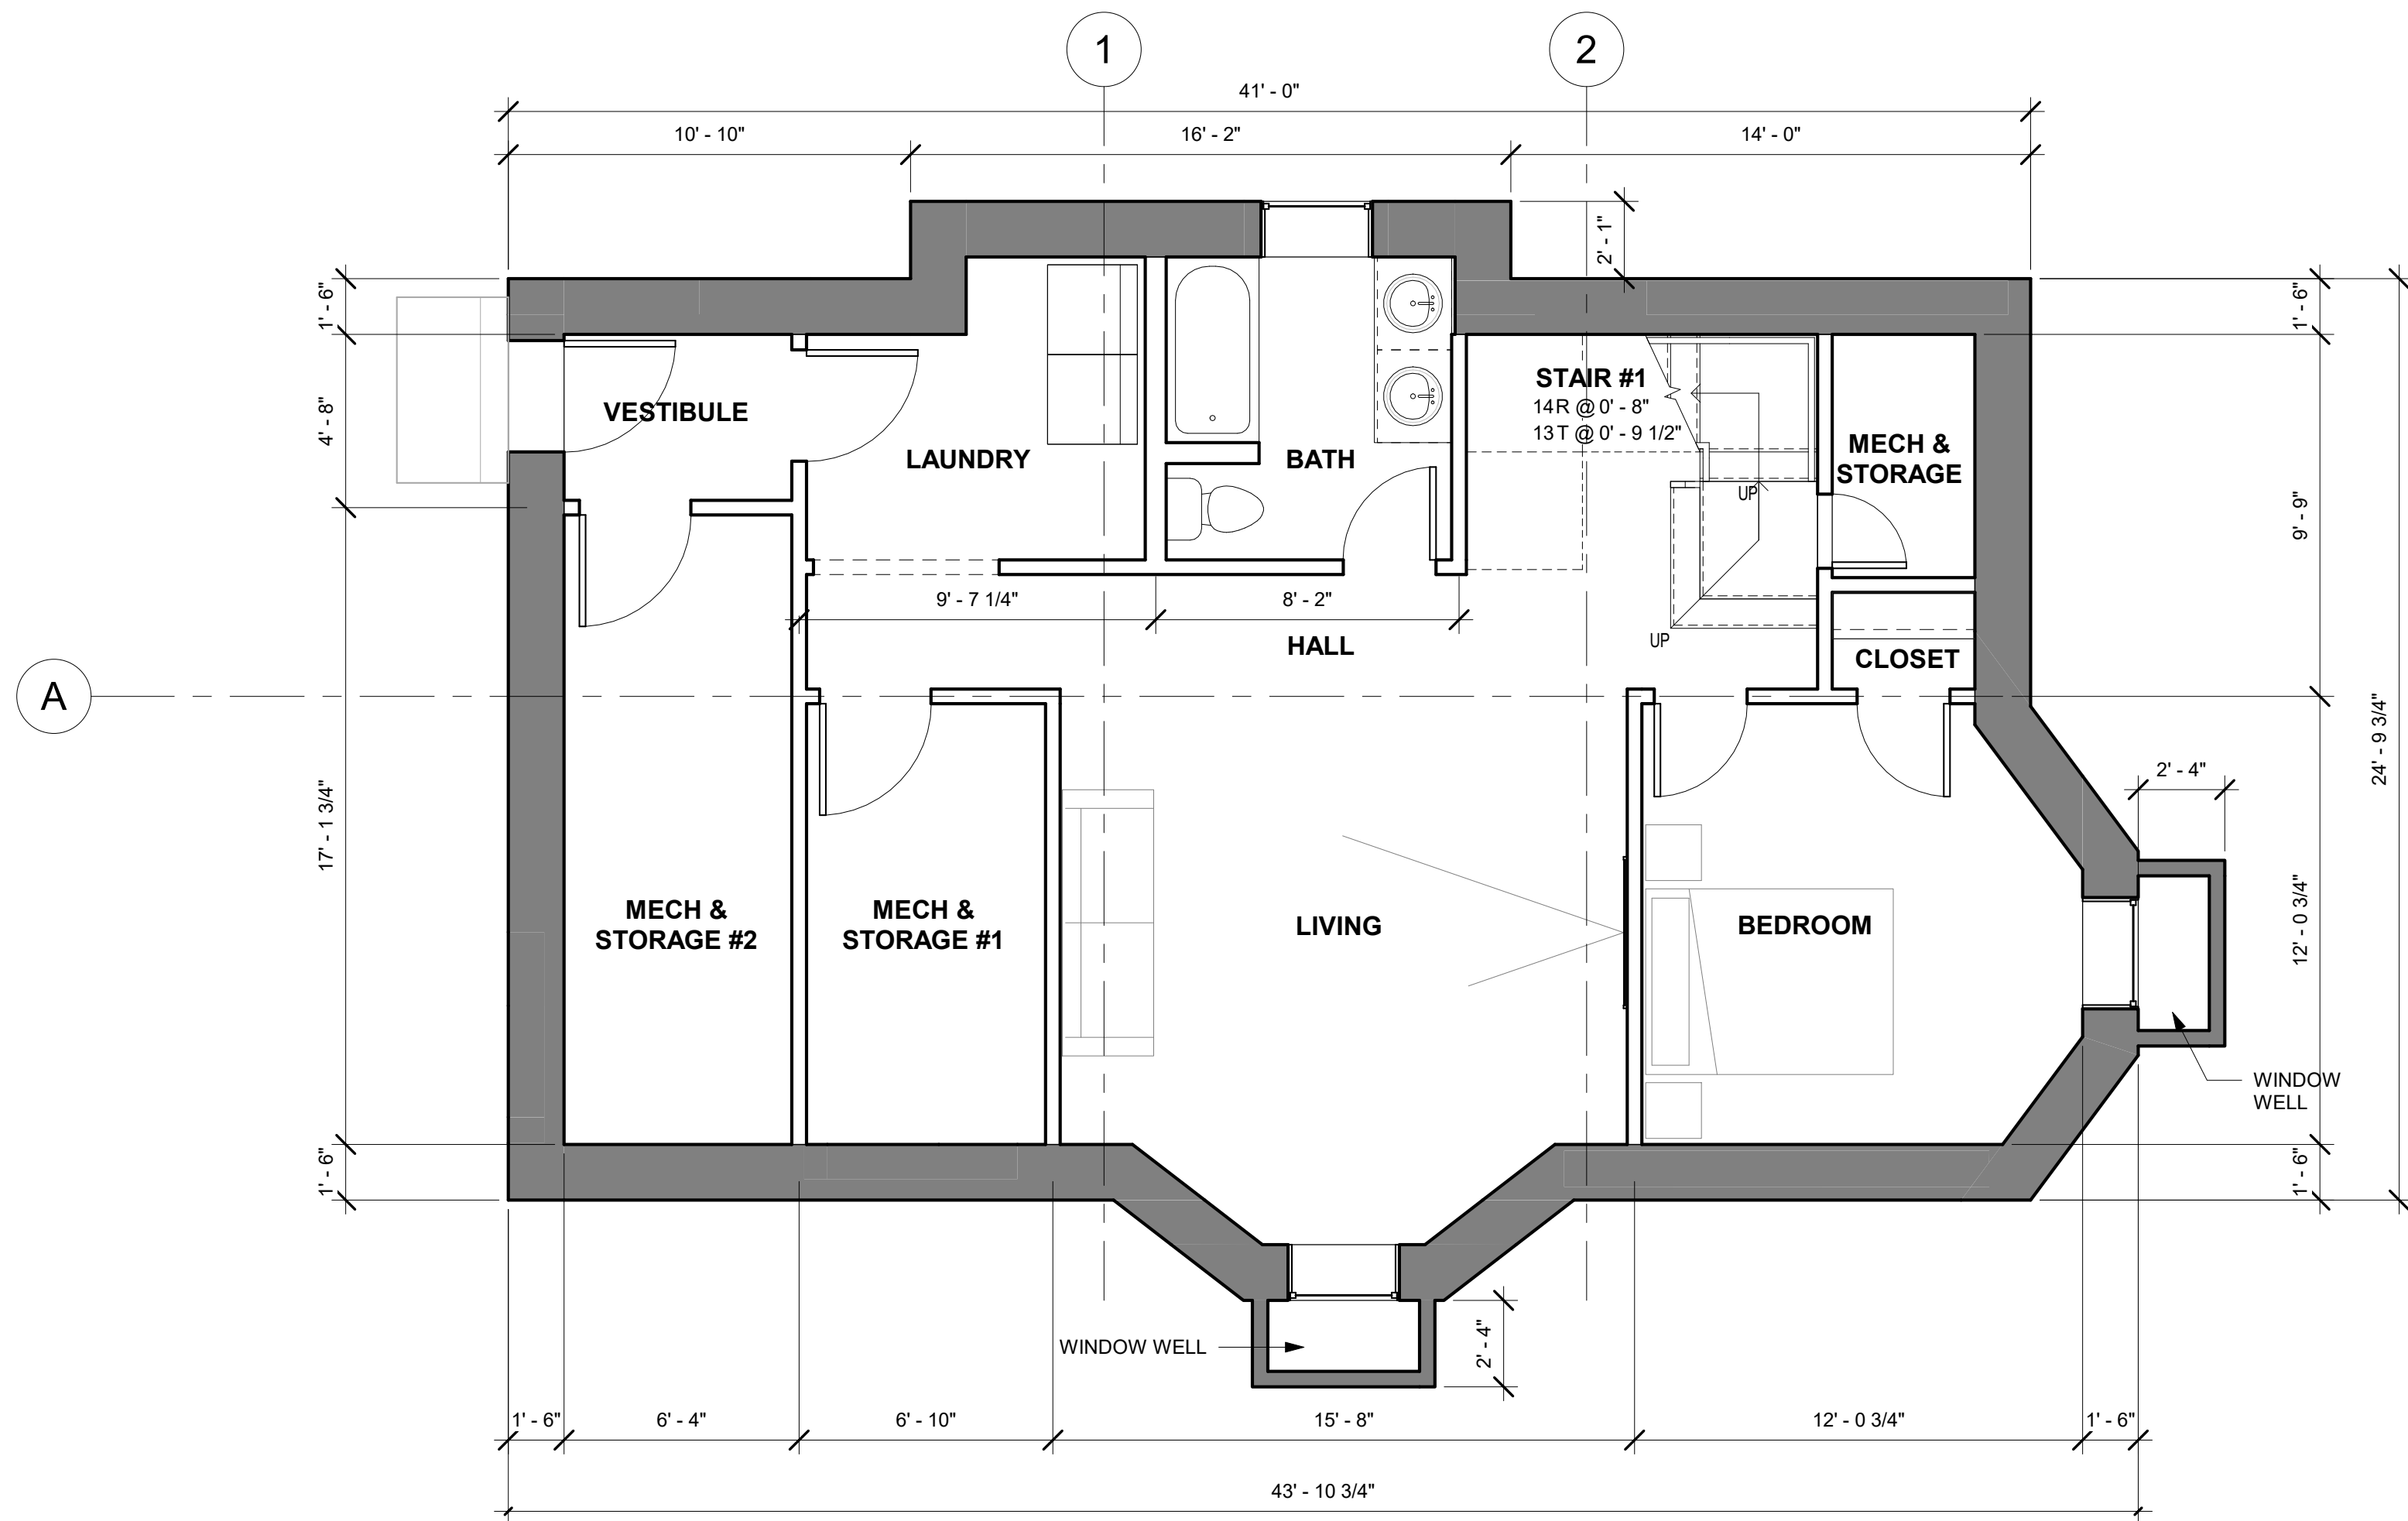 1
2
41' - 0"
10' - 10"
16' - 2"
14' - 0"
2' - 1"
1' - 6"
1' - 6"
STAIR #1
14R @ 0' - 8"
13T @ 0' - 9 1/2"
VESTIBULE
4' - 8"
MECH &
STORAGE
LAUNDRY
BATH
UP
9' - 9"
9' - 7 1/4"
8' - 2"
UP
HALL
CLOSET
A
24' - 9 3/4"
2' - 4"
17' - 1 3/4"
MECH &
STORAGE #2
MECH &
STORAGE #1
LIVING
BEDROOM
12' - 0 3/4"
WINDOW
WELL
1' - 6"
1' - 6"
WINDOW WELL
2' - 4"
1' - 6"
6' - 4"
6' - 10"
15' - 8"
12' - 0 3/4"
1' - 6"
43' - 10 3/4"